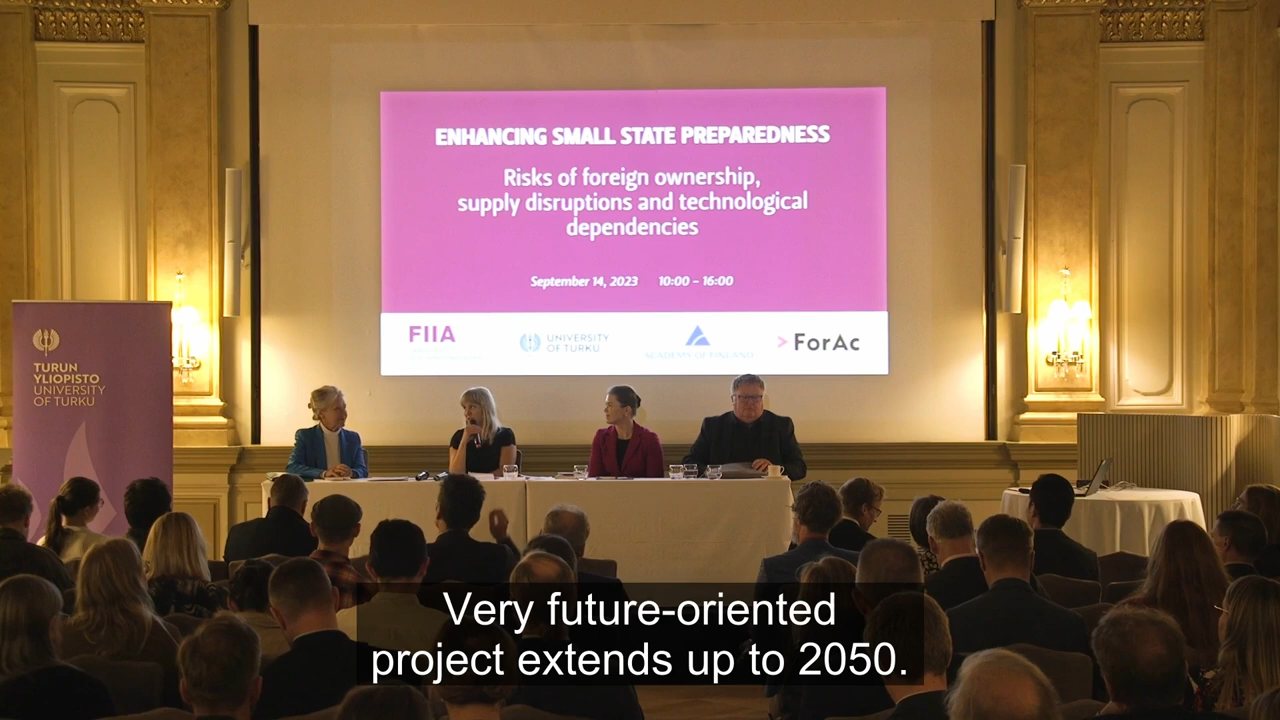 ENHANCING SMALL STATE PREPAREDNESS
Risks of foreign ownership,
supply disruptions and technological
dependencies
September 14, 2023 10:00 – 16:00
FIIA
UNIVERSITY
OF TURKU
ACADEMY OF FINLAND
> ForAc
TURUN
YLIOPISTO
UNIVERSITY
OF TURKU
Very future-oriented
project extends up to 2050.